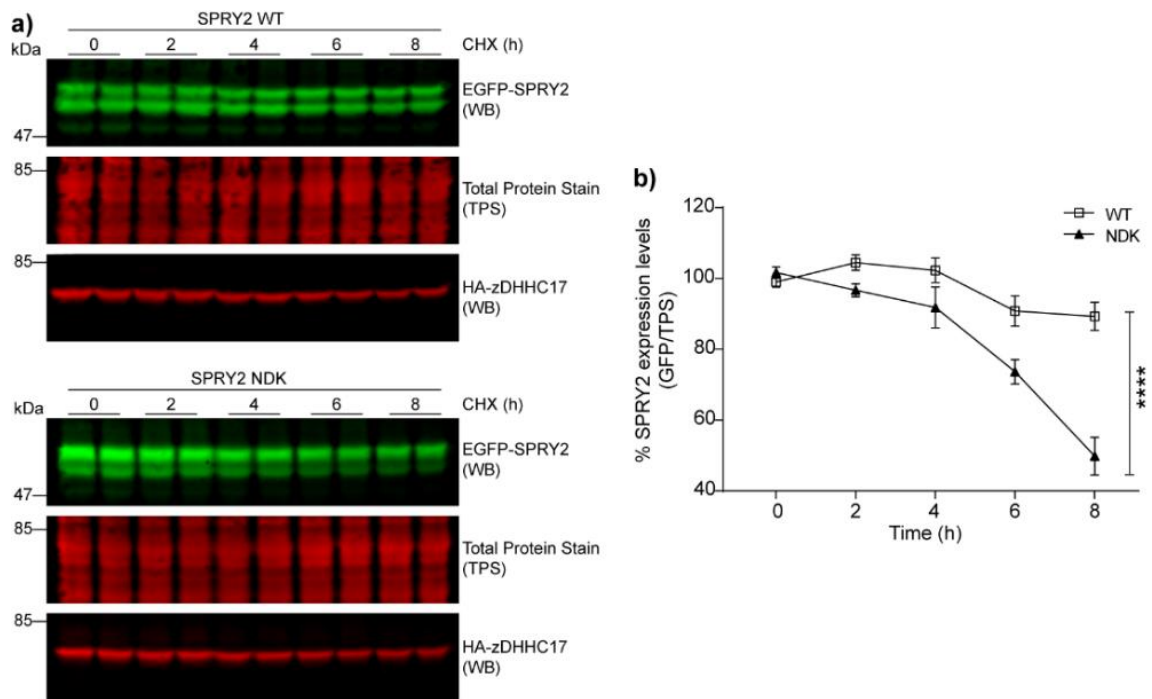 a)
SPRY2 WT
kDa
0 2 4 6 8 CHX (h)
EGFP-SPRY2
(WB)
47
85
Total Protein Stain
(TPS)
85
HA-zDHHC17
(WB)
SPRY2 NDK
kDa
0 2 4 6 8 CHX (h)
EGFP-SPRY2
(WB)
47
85
Total Protein Stain
(TPS)
85
HA-zDHHC17
(WB)
b)
120
100
80
60
40
% SPRY2 expression levels
(GFP/TPS)
WT
NDK
****
0 2 4 6 8
Time (h)